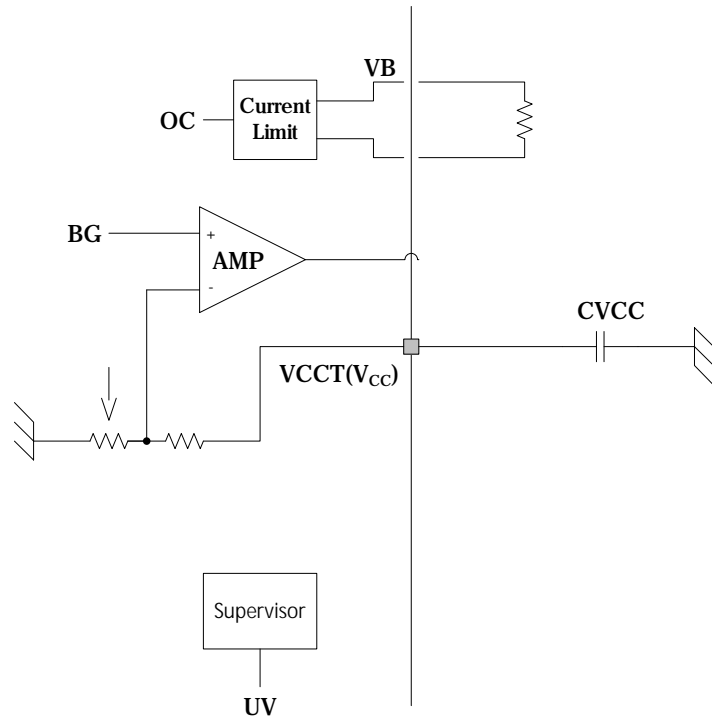 VB
OC
Current
Limit
BG
+
AMP
-
CVCC
VCCT(VCC)
Supervisor
UV